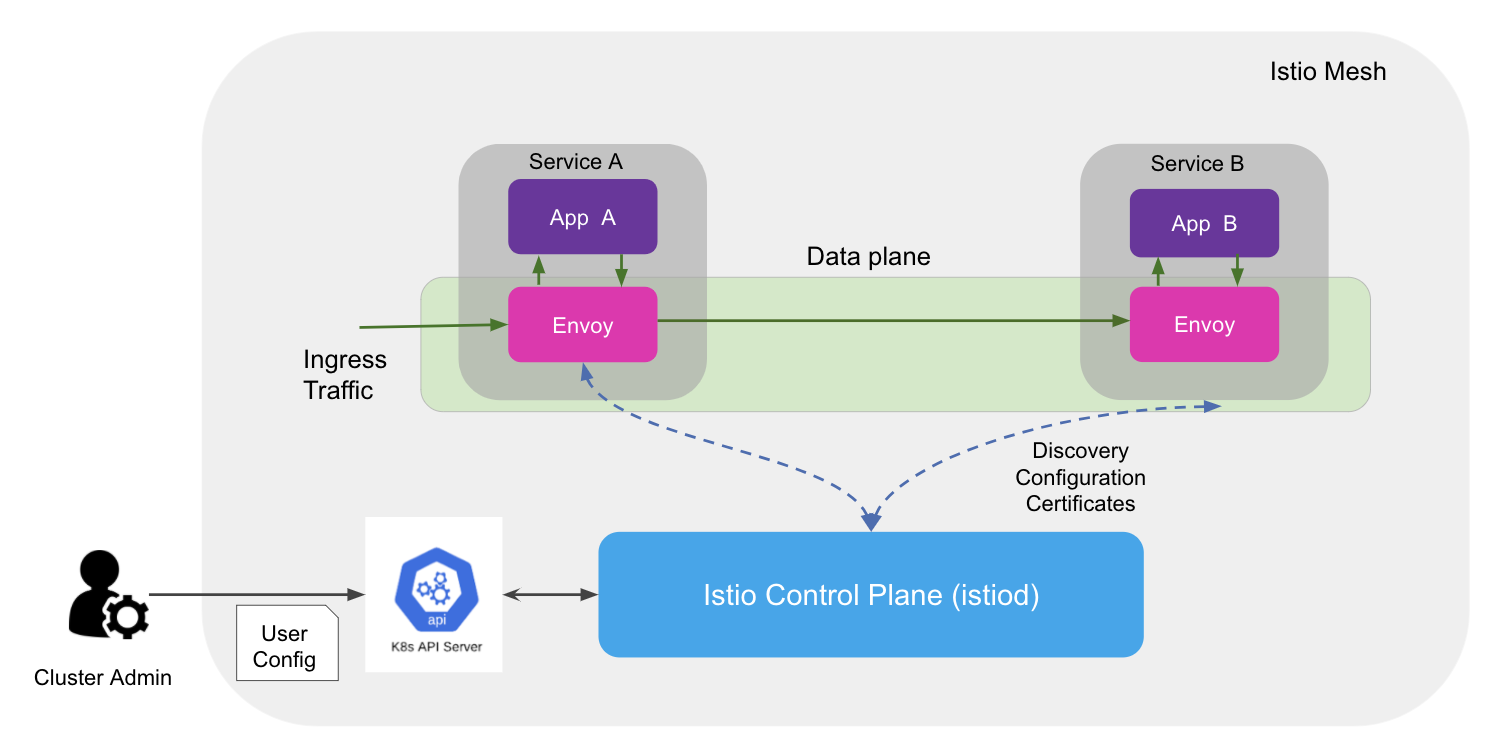 Istio Mesh
Service A
App A
Service B
App B
Data plane
Envoy
Envoy
Ingress
Traffic
Discovery
Configuration
Certificates
api
K8s API Server
Istio Control Plane (istiod)
User
Config
Cluster Admin